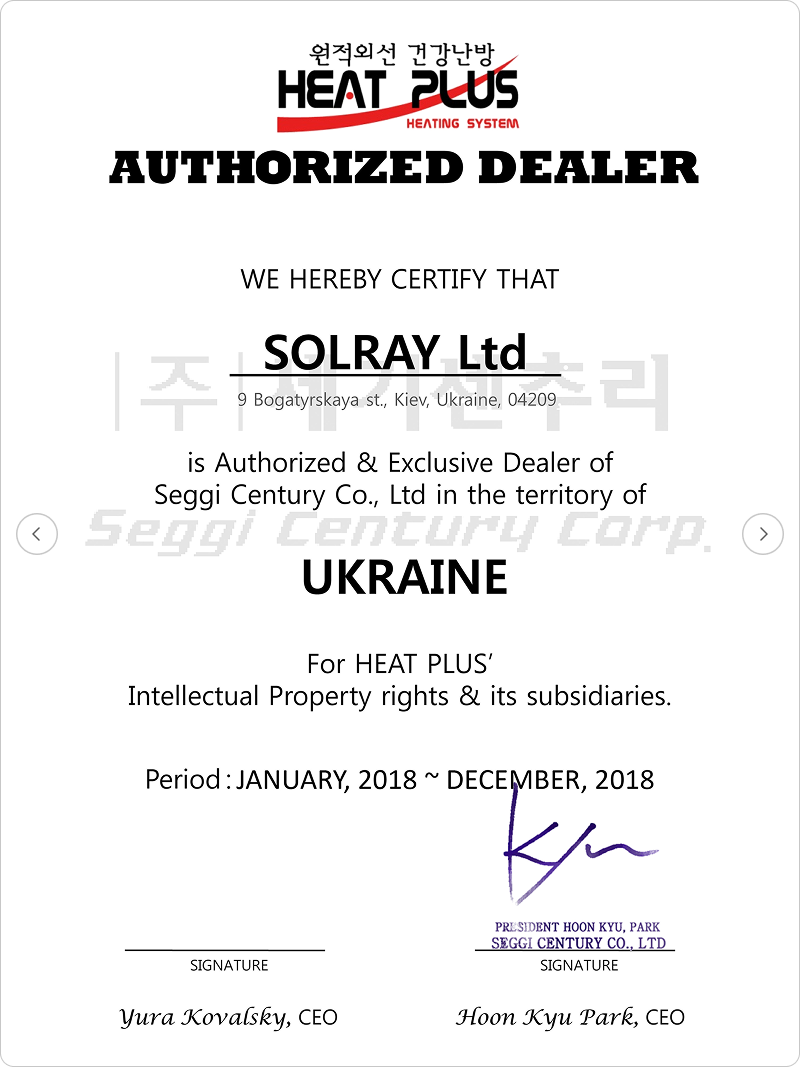 원적외선 건강난방
HEAT PLUS
HEATING SYSTEM
AUTHORIZED DEALER
WE HEREBY CERTIFY THAT
SOLRAY Ltd
|주|세기센추리
9 Bogatyrskaya st., Kiev, Ukraine, 04209
is Authorized & Exclusive Dealer of
Seggi Century Co., Ltd in the territory of
Seggi Century Corp.
UKRAINE
For HEAT PLUS’
Intellectual Property rights & its subsidiaries.
Period : JANUARY, 2018 ~ DECEMBER, 2018
Kyu
PRESIDENT HOON KYU, PARK
SEGGI CENTURY CO., LTD
SIGNATURE SIGNATURE
Yura Kovalsky, CEO Hoon Kyu Park, CEO